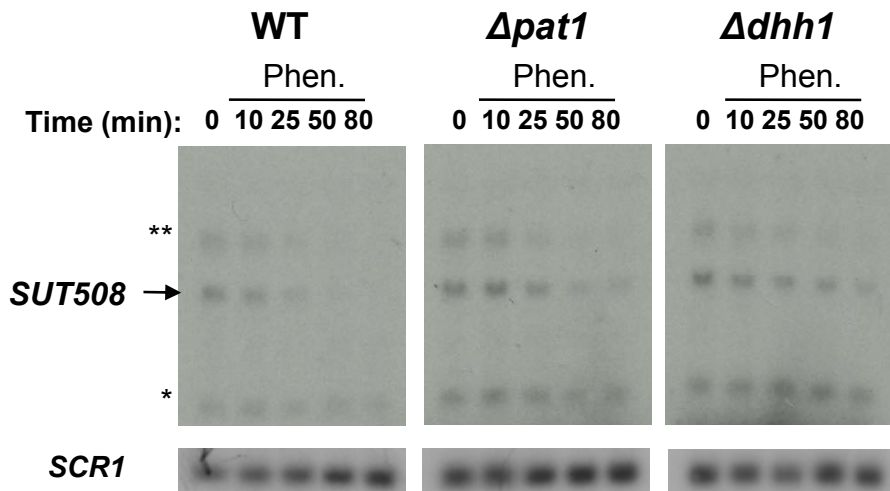 WT Δpat1 Δdhh1
Phen. Phen. Phen.
Time (min): 0 10 25 50 80 0 10 25 50 80 0 10 25 50 80
**
SUT508
*
SCR1